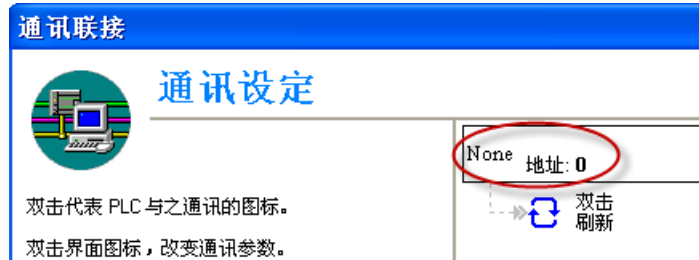 通讯联接
通讯设定
None 地址: 0
双击
刷新
双击代表 PLC 与之通讯的图标。
双击界面图标，改变通讯参数。